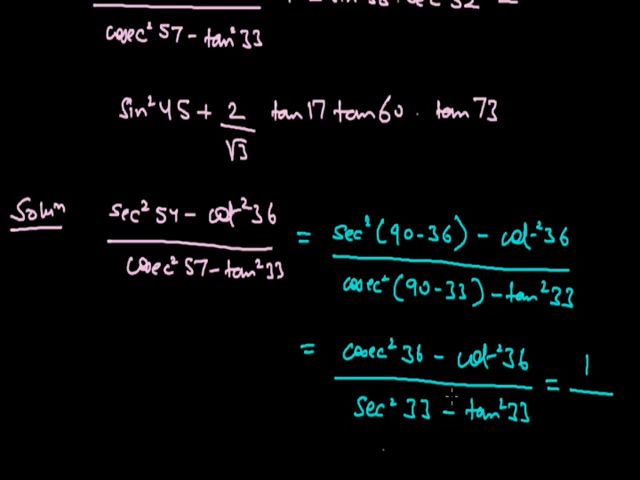 cosec² 57 - tan² 33
sin² 45 + 2/√3 tan 17 tan 60 . tan 73
Soluⁿ
sec² 54 - cot² 36 / cosec² 57 - tan² 33 = sec² (90-36) - cot² 36 / cosec² (90-33) - tan² 33
= cosec² 36 - cot² 36 / sec² 33 - tan² 33 = 1